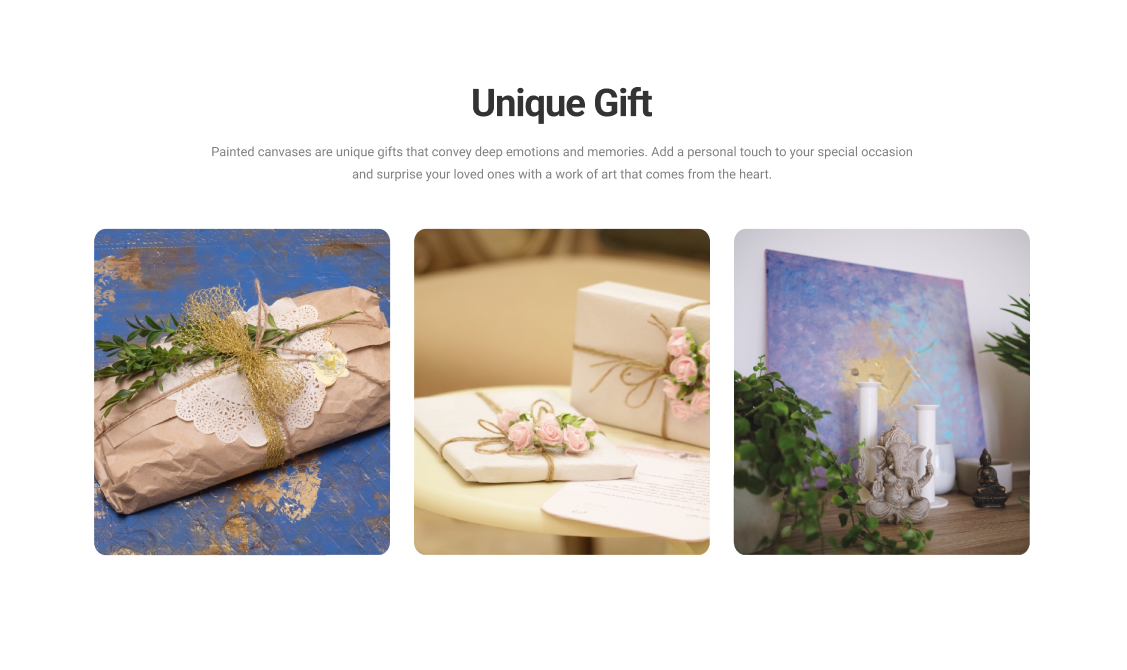 Unique Gift
Painted canvases are unique gifts that convey deep emotions and memories. Add a personal touch to your special occasion
and surprise your loved ones with a work of art that comes from the heart.